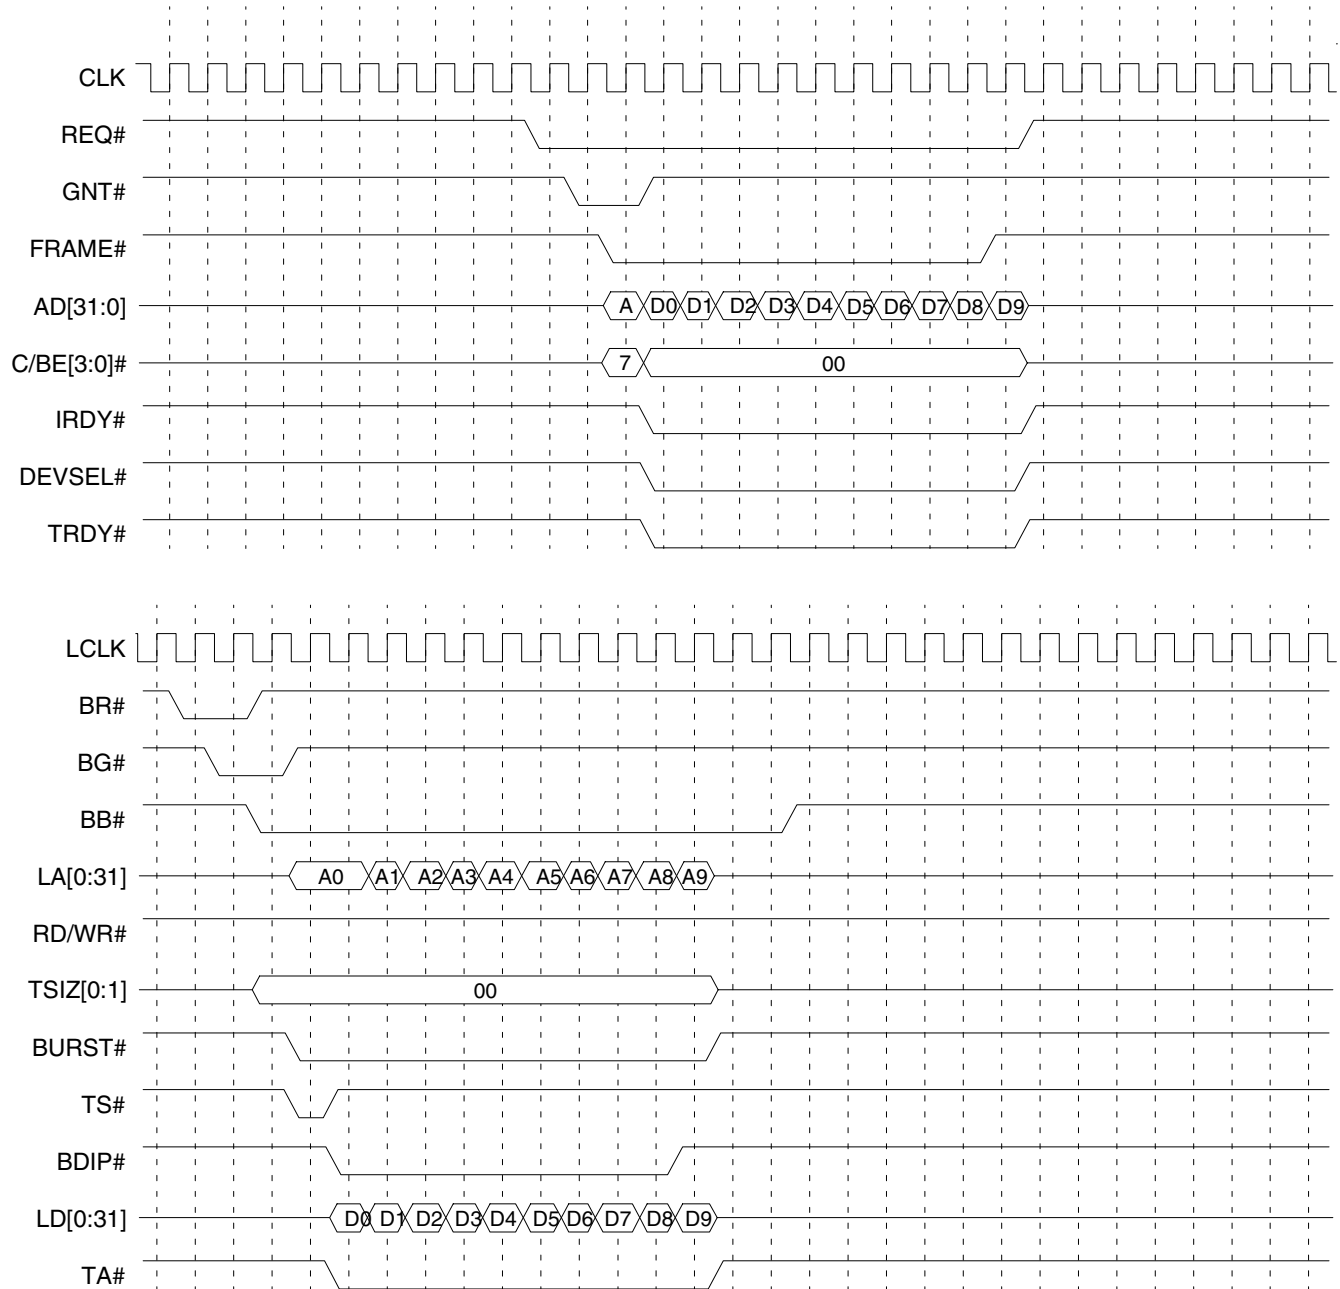 CLK
REQ#
GNT#
FRAME#
AD[31:0] A D0 D1 D2 D3 D4 D5 D6 D7 D8 D9
C/BE[3:0]# 7 00
IRDY#
DEVSEL#
TRDY#
LCLK
BR#
BG#
BB#
LA[0:31] A0 A1 A2 A3 A4 A5 A6 A7 A8 A9
RD/WR#
TSIZ[0:1] 00
BURST#
TS#
BDIP#
LD[0:31] D0 D1 D2 D3 D4 D5 D6 D7 D8 D9
TA#